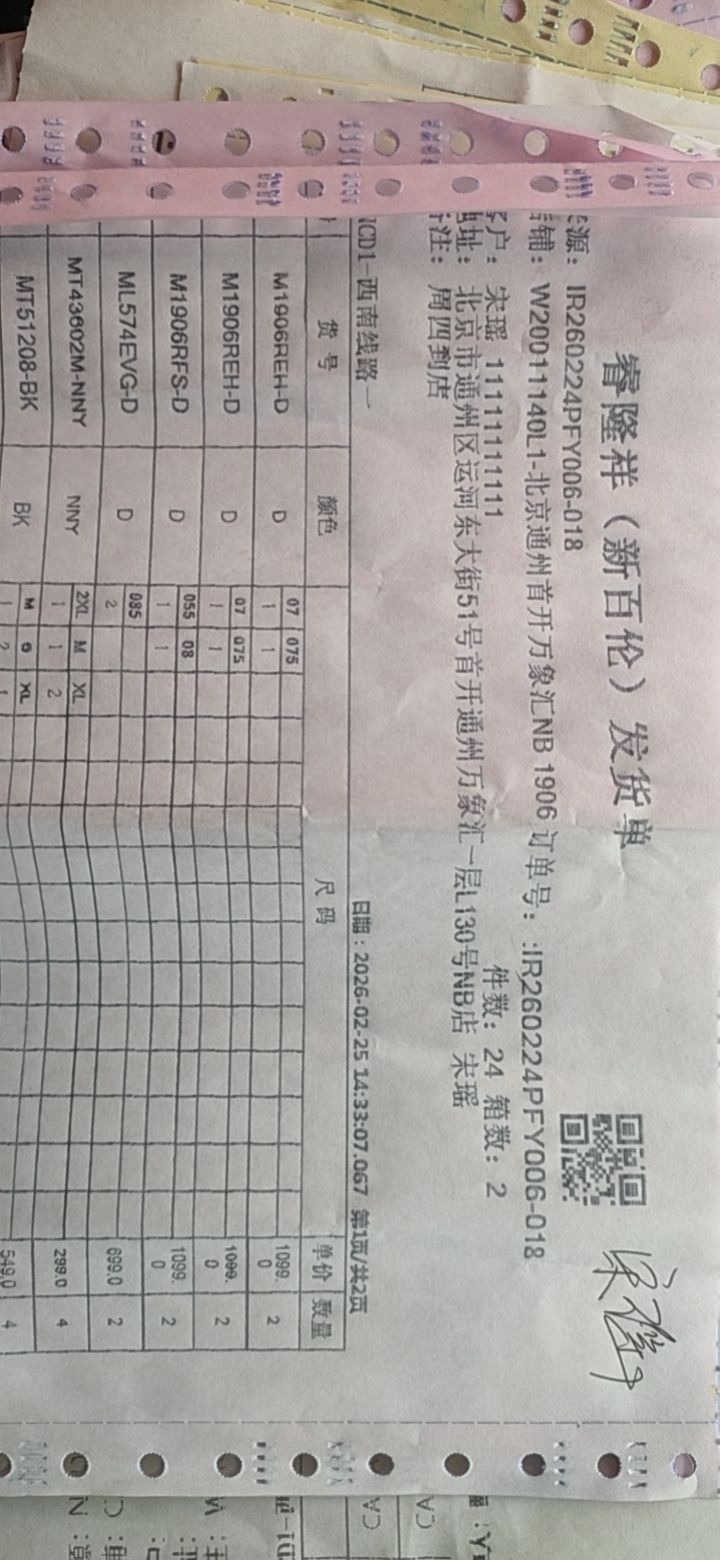 睿隆祥（新百伦）发货单
源： IR260224PFY006-018
铺： W20011140L1-北京通州首开万象汇NB 1906 订单号： :IR260224PFY006-018
户： 宋瑶 11111111111 件数： 24 箱数： 2
址： 北京市通州区运河东大街51号首开通州万象汇一层L130号NB店 宋瑶
注： 周四到店
NCD1-西南线路一 日期：2026-02-25 14:33:07.067 第1页/共2页
货号 颜色 尺码 单价 数量
M1906REH-D D 07 075 1099.0 2
1 1
M1906REH-D D 07 075 1099.0 2
1 1
M1906RFS-D D 055 08 1099.0 2
1 1
ML574EVG-D D 085 699.0 2
2
MT43602M-NNY NNY 2XL M XL 299.0 4
1 1 2
MT51208-BK BK M S XL 549.0 4
1 2 1